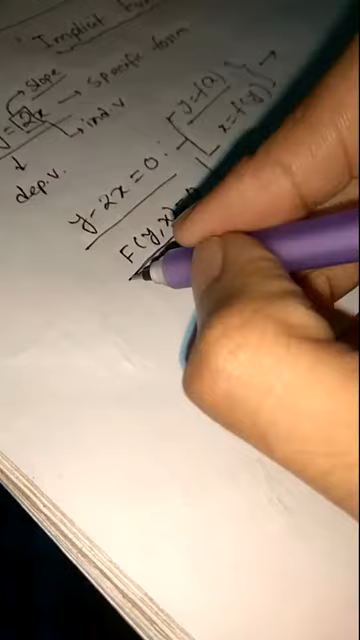 Implicit
Slope
y=2x → Specific form
→ ind.v
dep.v.
y=f(x)
x=f(y)
y-2x=0
F(y,x)